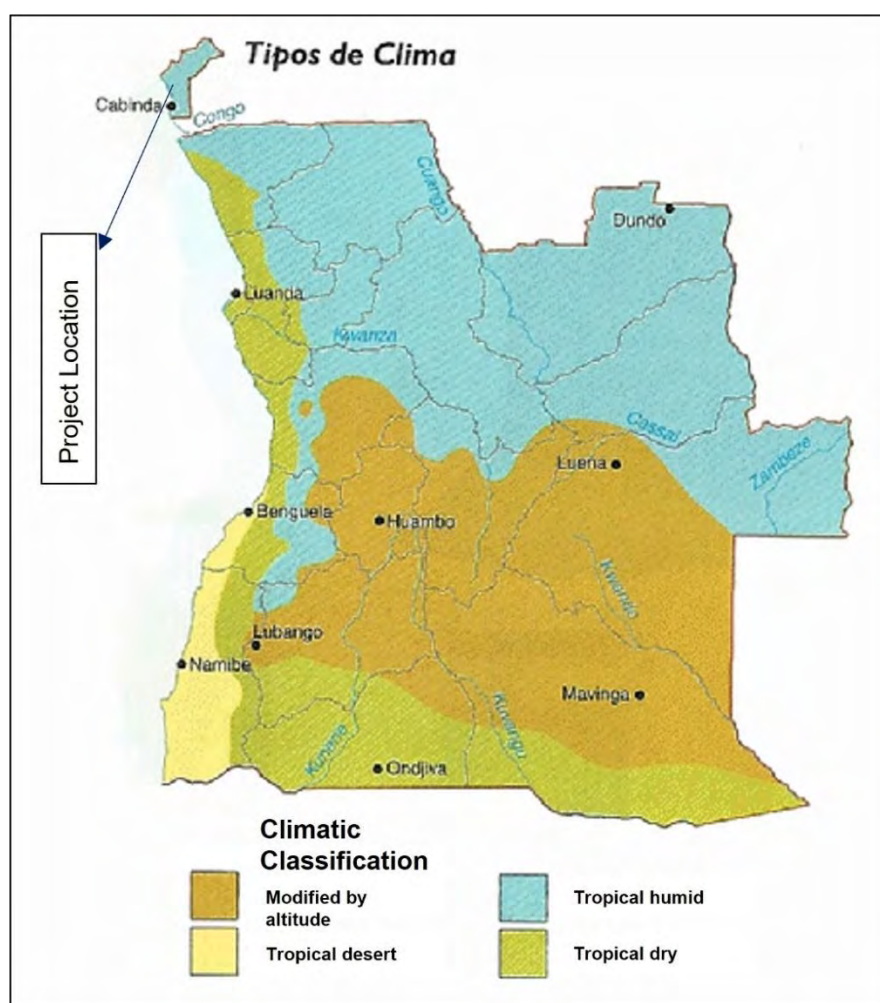 Tipos de Clima
Cabinda
Congo
Cuango
Dundo
Project Location
Luanda
Kwanza
Cassai
Zambeze
Luena
Benguela
Huambo
Kwando
Lubango
Namibe
Mavinga
Kuvangu
Kunene
Ondjiva
Climatic
Classification
Modified by
altitude
Tropical humid
Tropical desert
Tropical dry